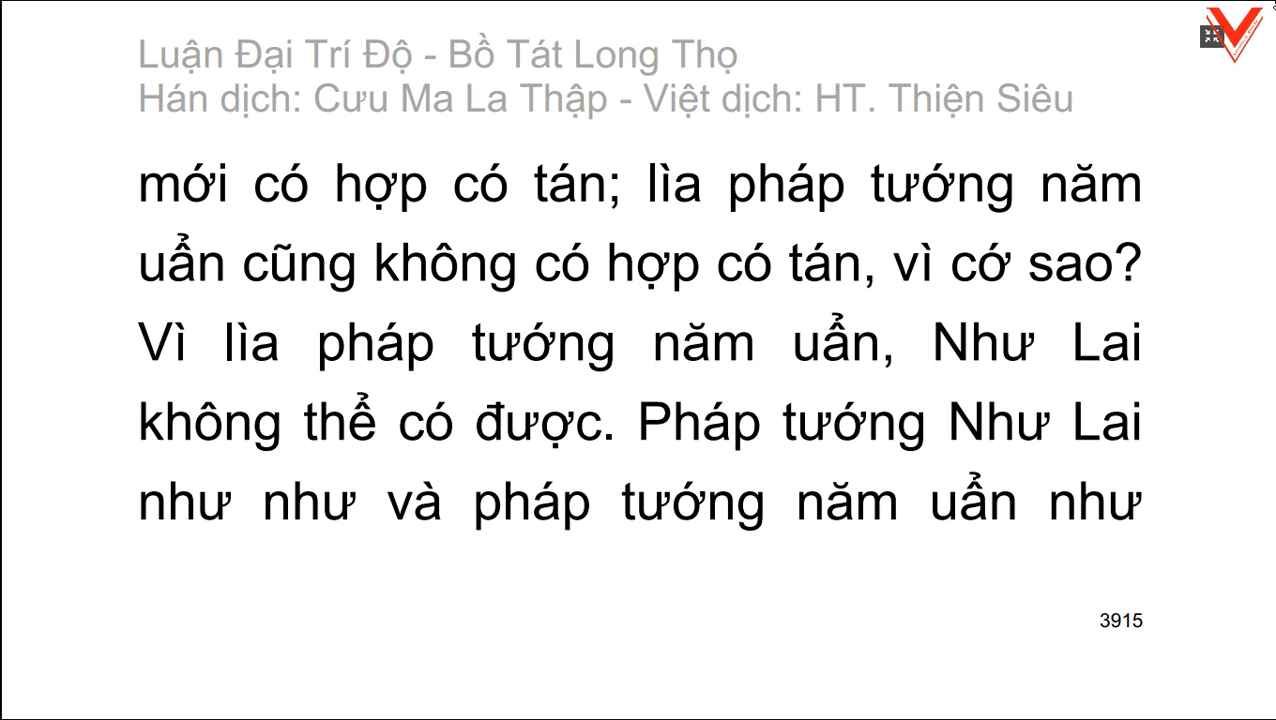 Luận Đại Trí Độ - Bồ Tát Long Thọ
Hán dịch: Cưu Ma La Thập - Việt dịch: HT. Thiện Siêu
mới có hợp có tán; lìa pháp tướng năm
uẩn cũng không có hợp có tán, vì cớ sao?
Vì lìa pháp tướng năm uẩn, Như Lai
không thể có được. Pháp tướng Như Lai
như như và pháp tướng năm uẩn như
3915